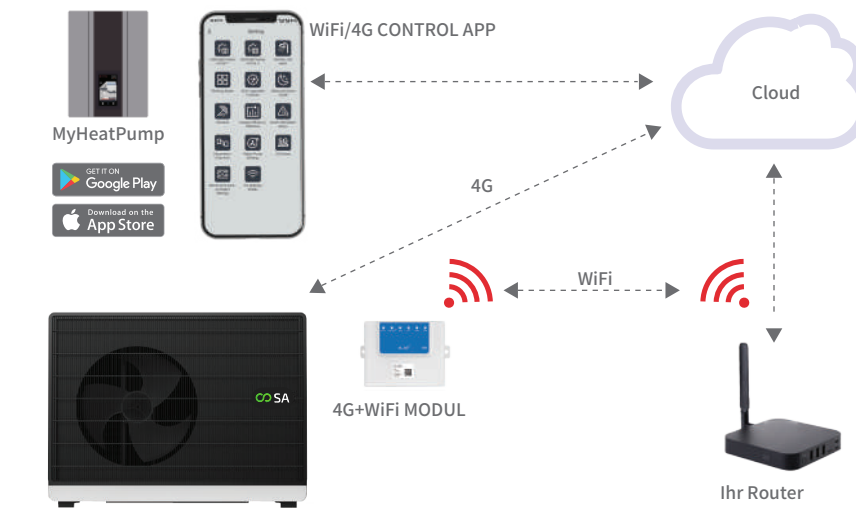 WiFi/4G CONTROL APP
Cloud
MyHeatPump
GET IT ON
Google Play
Download on the
App Store
4G
WiFi
SA
4G+WiFi MODUL
Ihr Router